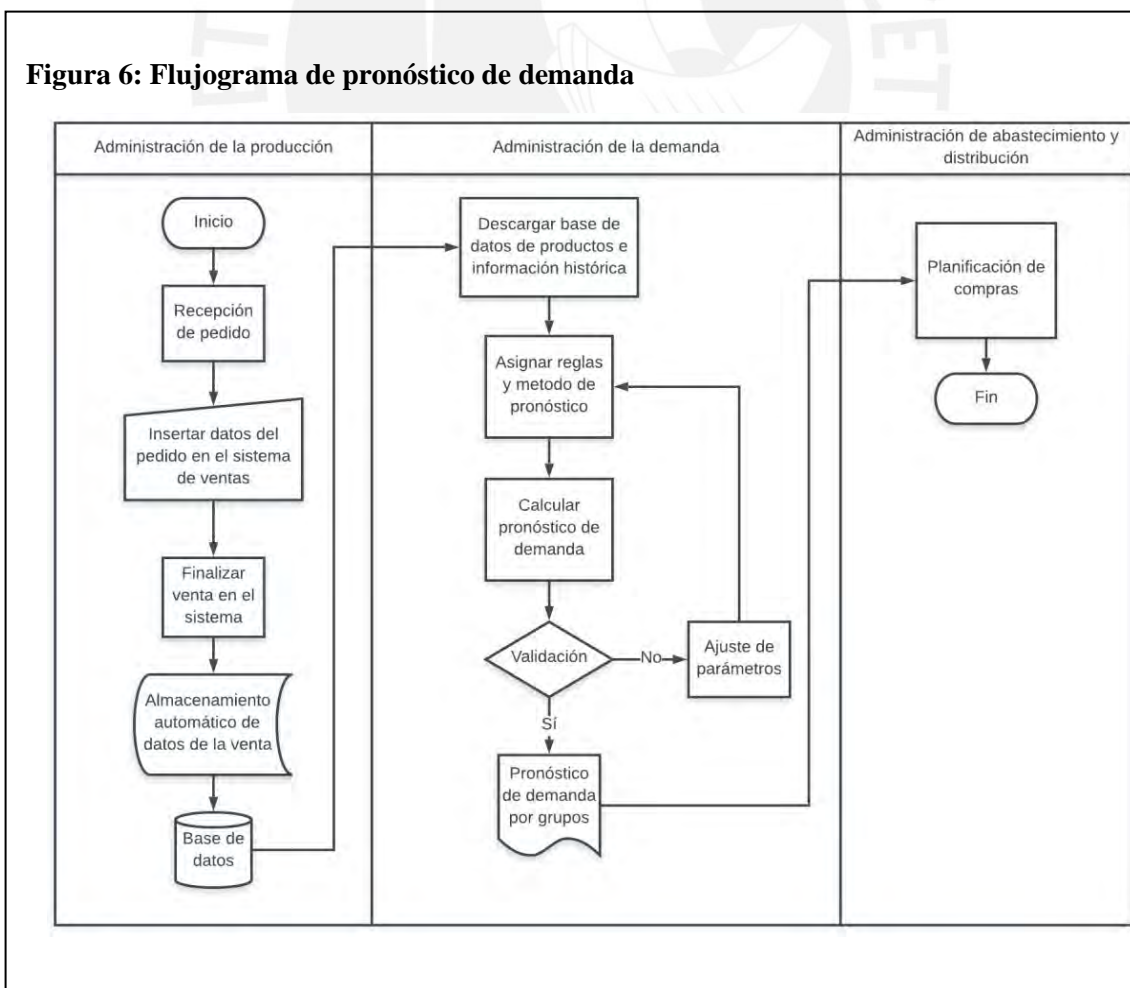 Figura 6: Flujograma de pronóstico de demanda
Administración de la producción
Administración de la demanda
Administración de abastecimiento y
distribución
Inicio
Recepción
de pedido
Insertar datos del
pedido en el sistema
de ventas
Finalizar
venta en el
sistema
Almacenamiento
automático de
datos de la venta
Base de
datos
Descargar base de
datos de productos e
información histórica
Asignar reglas
y metodo de
pronóstico
Calcular
pronóstico de
demanda
Validación
No
Ajuste de
parámetros
Sí
Pronóstico
de demanda
por grupos
Planificación de
compras
Fin